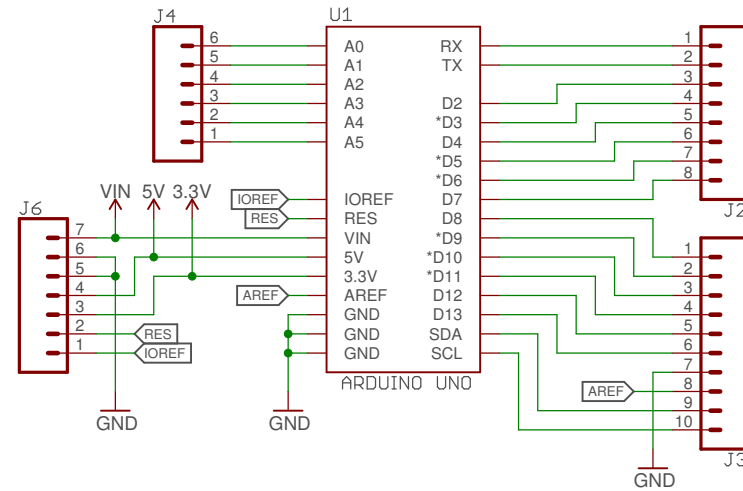 J4
6
5
4
3
2
1
U1
A0
A1
A2
A3
A4
A5
IOREF
RES
VIN
5V
3.3V
AREF
GND
GND
GND
RX
TX
D2
*D3
D4
*D5
*D6
D7
D8
*D9
*D10
*D11
D12
D13
SDA
SCL
ARDUINO UNO
IOREF
RES
AREF
GND
VIN 5V 3.3V
J6
7
6
5
4
3
2
1
RES
IOREF
GND
1
2
3
4
5
6
7
8
J2
1
2
3
4
5
6
7
8
9
10
AREF
J3
GND